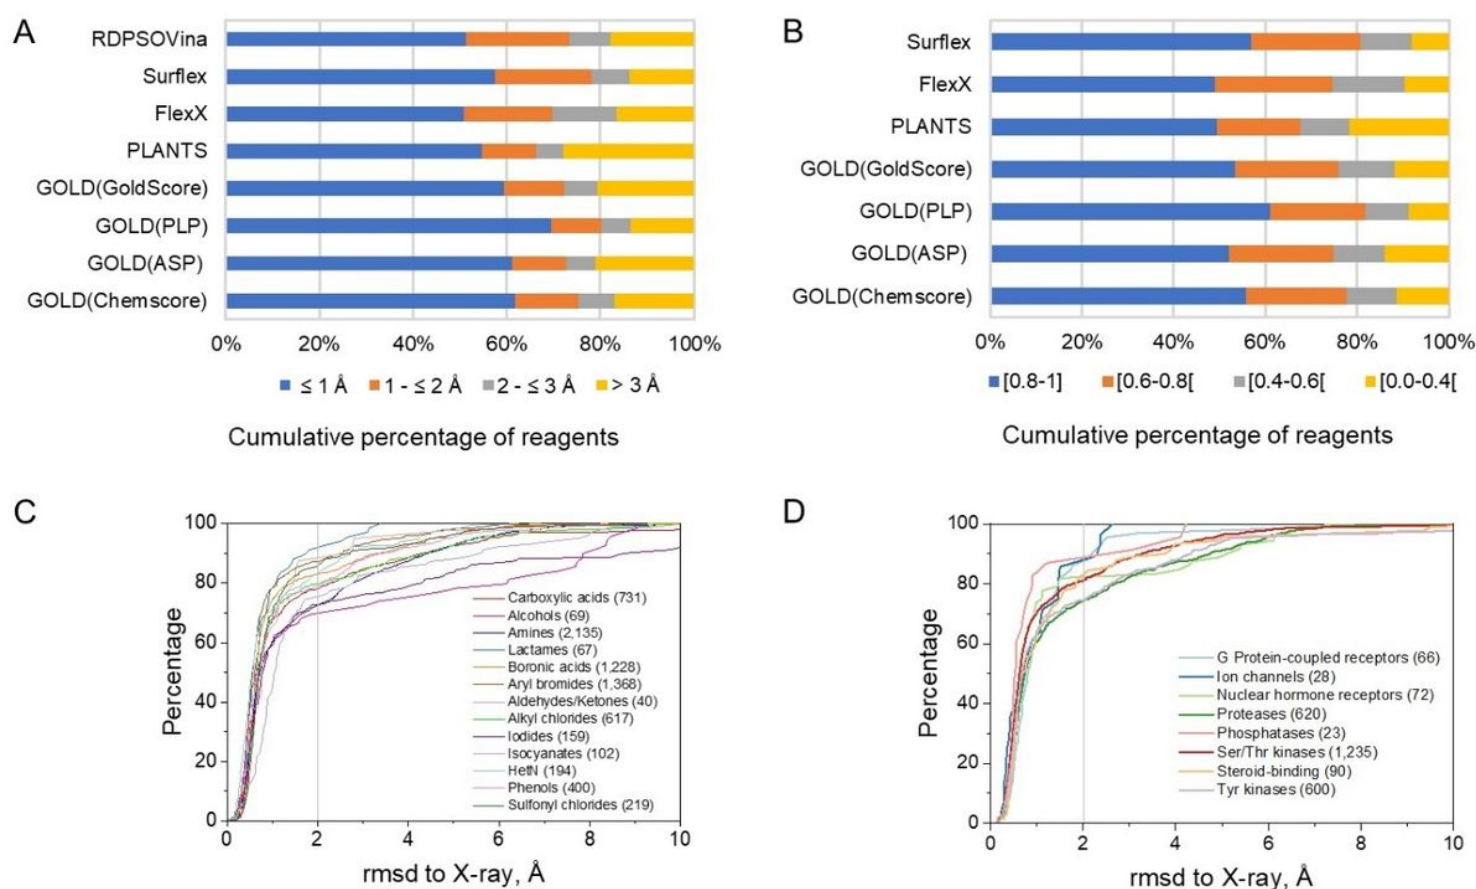 A
RDPSOVina
Surflex
FlexX
PLANTS
GOLD(GoldScore)
GOLD(PLP)
GOLD(ASP)
GOLD(Chemscore)
0% 20% 40% 60% 80% 100%
≤ 1 Å 1 - ≤ 2 Å 2 - ≤ 3 Å > 3 Å
Cumulative percentage of reagents
B
Surflex
FlexX
PLANTS
GOLD(GoldScore)
GOLD(PLP)
GOLD(ASP)
GOLD(Chemscore)
0% 20% 40% 60% 80% 100%
[0.8-1] [0.6-0.8[ [0.4-0.6[ [0.0-0.4[
Cumulative percentage of reagents
C
Percentage
100
80
60
40
20
0
Carboxylic acids (731)
Alcohols (69)
Amines (2,135)
Lactames (67)
Boronic acids (1,228)
Aryl bromides (1,368)
Aldehydes/Ketones (40)
Alkyl chlorides (617)
Iodides (159)
Isocyanates (102)
HetN (194)
Phenols (400)
Sulfonyl chlorides (219)
0 2 4 6 8 10
rmsd to X-ray, Å
D
Percentage
100
80
60
40
20
0
G Protein-coupled receptors (66)
Ion channels (28)
Nuclear hormone receptors (72)
Proteases (620)
Phosphatases (23)
Ser/Thr kinases (1,235)
Steroid-binding (90)
Tyr kinases (600)
0 2 4 6 8 10
rmsd to X-ray, Å